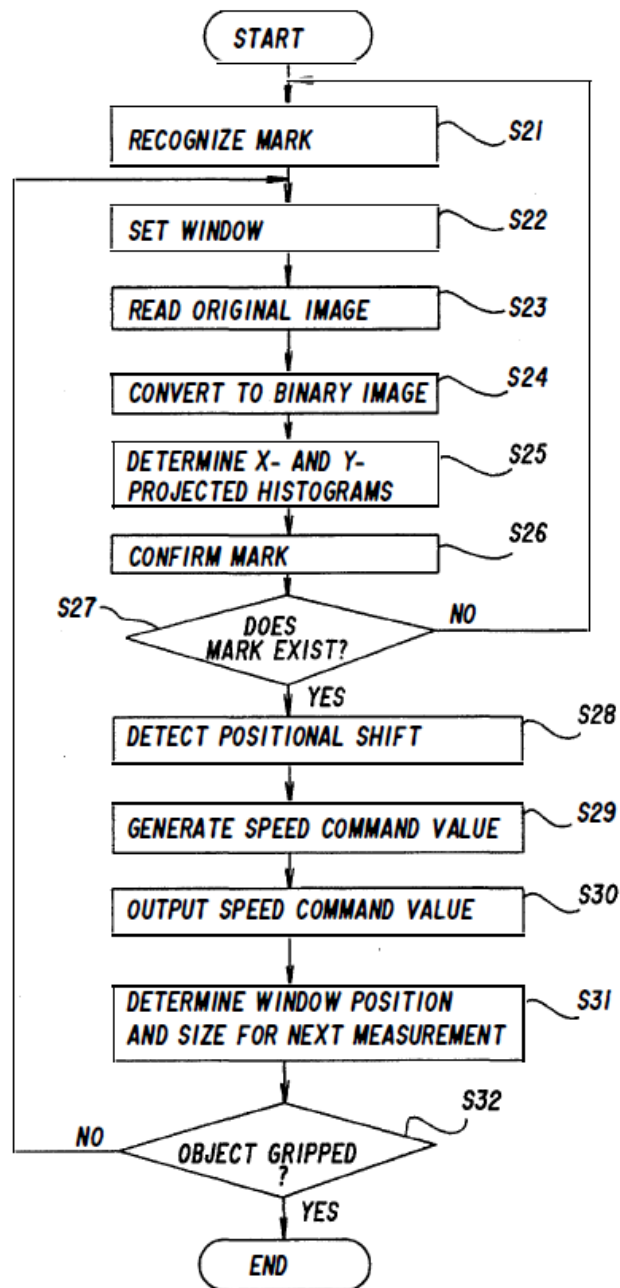 START
RECOGNIZE MARK
S21
SET WINDOW
S22
READ ORIGINAL IMAGE
S23
CONVERT TO BINARY IMAGE
S24
DETERMINE X- AND Y-
PROJECTED HISTOGRAMS
S25
CONFIRM MARK
S26
S27
DOES
MARK EXIST?
NO
YES
DETECT POSITIONAL SHIFT
S28
GENERATE SPEED COMMAND VALUE
S29
OUTPUT SPEED COMMAND VALUE
S30
DETERMINE WINDOW POSITION
AND SIZE FOR NEXT MEASUREMENT
S31
S32
NO
OBJECT GRIPPED
?
YES
END